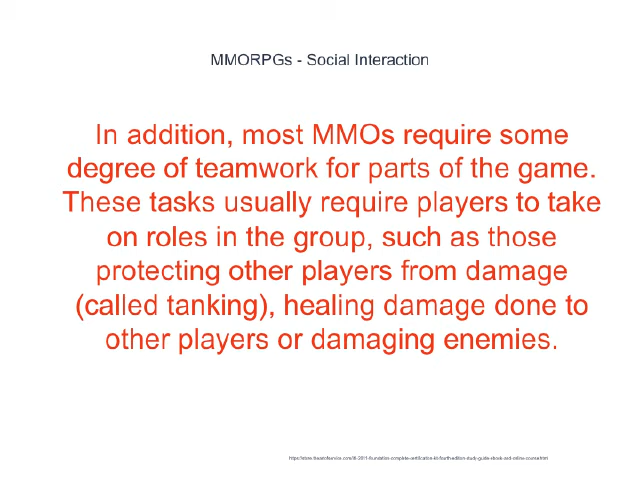 MMORPGs - Social Interaction
In addition, most MMOs require some
degree of teamwork for parts of the game.
These tasks usually require players to take
on roles in the group, such as those
protecting other players from damage
(called tanking), healing damage done to
other players or damaging enemies.